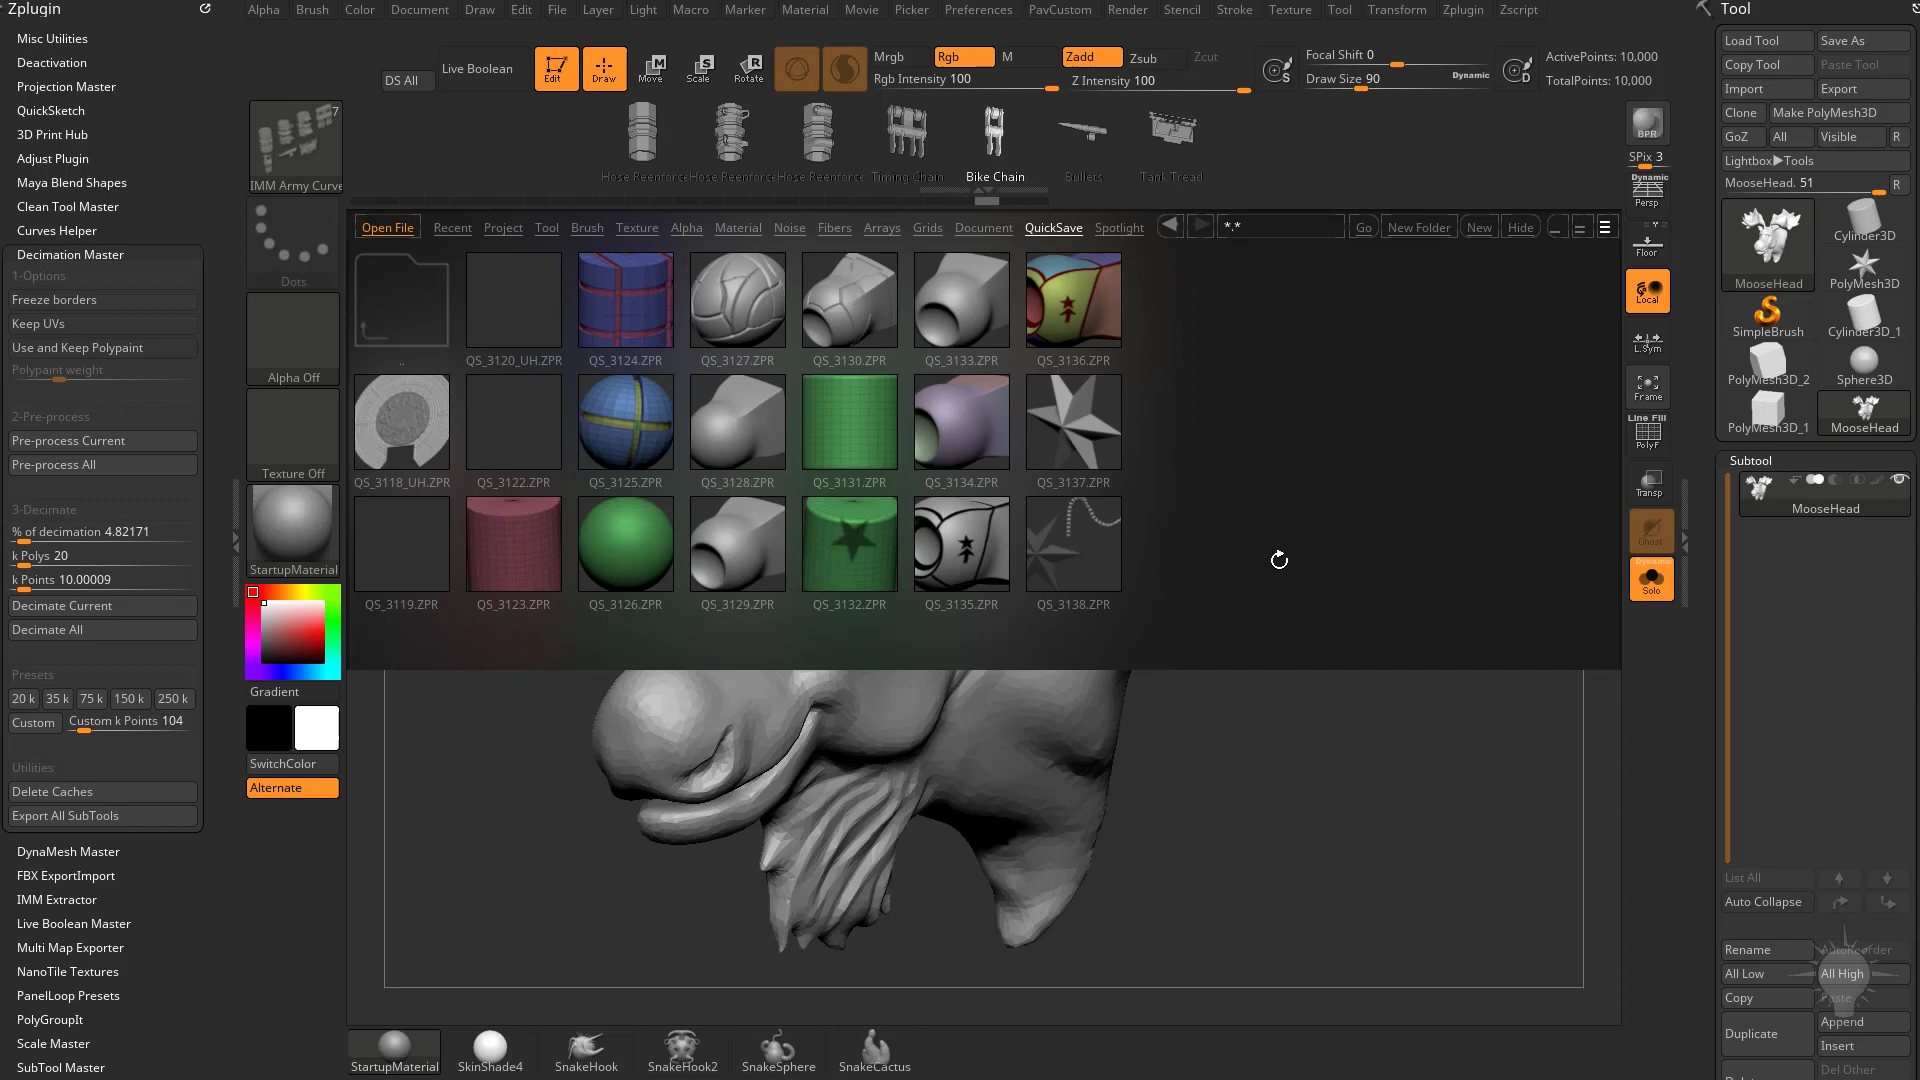 Zplugin
Alpha Brush Color Document Draw Edit File Layer Light Macro Marker Material Movie Picker Preferences PavCustom Render Stencil Stroke Texture Tool Transform Zplugin Zscript
Tool
Misc Utilities
Deactivation
Projection Master
QuickSketch
3D Print Hub
Adjust Plugin
Maya Blend Shapes
Clean Tool Master
Curves Helper
Decimation Master
1-Options
Freeze borders
Keep UVs
Use and Keep Polypaint
Polypaint weight
2-Pre-process
Pre-process Current
Pre-process All
3-Decimate
% of decimation 4.82171
k Polys 20
k Points 10.00009
Decimate Current
Decimate All
Presets
20 k 35 k 75 k 150 k 250 k
Custom Custom k Points 104
Utilities
Delete Caches
Export All SubTools
DynaMesh Master
FBX ExportImport
IMM Extractor
Live Boolean Master
Multi Map Exporter
NanoTile Textures
PanelLoop Presets
PolyGroupIt
Scale Master
SubTool Master
DS All
Live Boolean
Edit Draw Move Scale Rotate
Mrgb Rgb M
Rgb Intensity 100
Zadd Zsub Zcut
Z Intensity 100
S
Focal Shift 0
Draw Size 90 Dynamic
D
ActivePoints: 10,000
TotalPoints: 10,000
7
IMM Army Curve
Dots
Alpha Off
Texture Off
StartupMaterial
Gradient
SwitchColor
Alternate
Hose Reenforc Hose Reenforc Hose Reenforc Timing Chain Bike Chain Bullets Tank Tread
Open File Recent Project Tool Brush Texture Alpha Material Noise Fibers Arrays Grids Document QuickSave Spotlight *.* Go New Folder New Hide
.. QS_3120_UH.ZPR QS_3124.ZPR QS_3127.ZPR QS_3130.ZPR QS_3133.ZPR QS_3136.ZPR
QS_3118_UH.ZPR QS_3122.ZPR QS_3125.ZPR QS_3128.ZPR QS_3131.ZPR QS_3134.ZPR QS_3137.ZPR
QS_3119.ZPR QS_3123.ZPR QS_3126.ZPR QS_3129.ZPR QS_3132.ZPR QS_3135.ZPR QS_3138.ZPR
StartupMaterial SkinShade4 SnakeHook SnakeHook2 SnakeSphere SnakeCactus
BPR
SPix 3
Dynamic
Persp
Floor
Local
L.Sym
Frame
Line Fill
PolyF
Transp
Ghost
Dynamic
Solo
Load Tool Save As
Copy Tool Paste Tool
Import Export
Clone Make PolyMesh3D
GoZ All Visible R
Lightbox▶Tools
MooseHead. 51 R
MooseHead Cylinder3D
PolyMesh3D
SimpleBrush Cylinder3D_1
PolyMesh3D_2 Sphere3D
PolyMesh3D_1 MooseHead
Subtool
MooseHead
List All
Auto Collapse
Rename AutoReorder
All Low All High
Copy Paste
Duplicate Append
Insert
Del Other